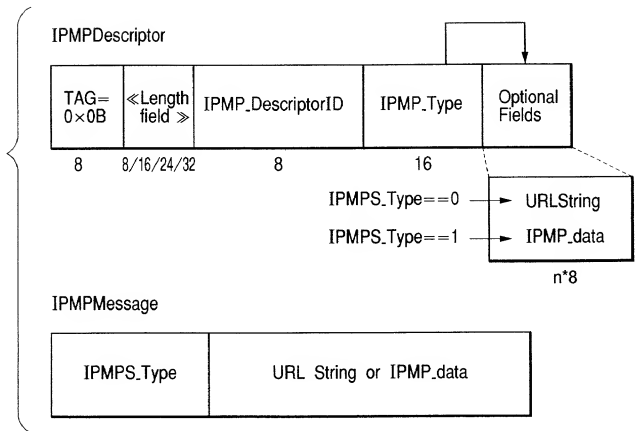 IPMPDescriptor
TAG=
0×0B
≪Length
field ≫
IPMP_DescriptorID
IPMP_Type
Optional
Fields
8
8/16/24/32
8
16
IPMPS_Type==0
URLString
IPMPS_Type==1
IPMP_data
n*8
IPMPMessage
IPMPS_Type
URL String or IPMP_data